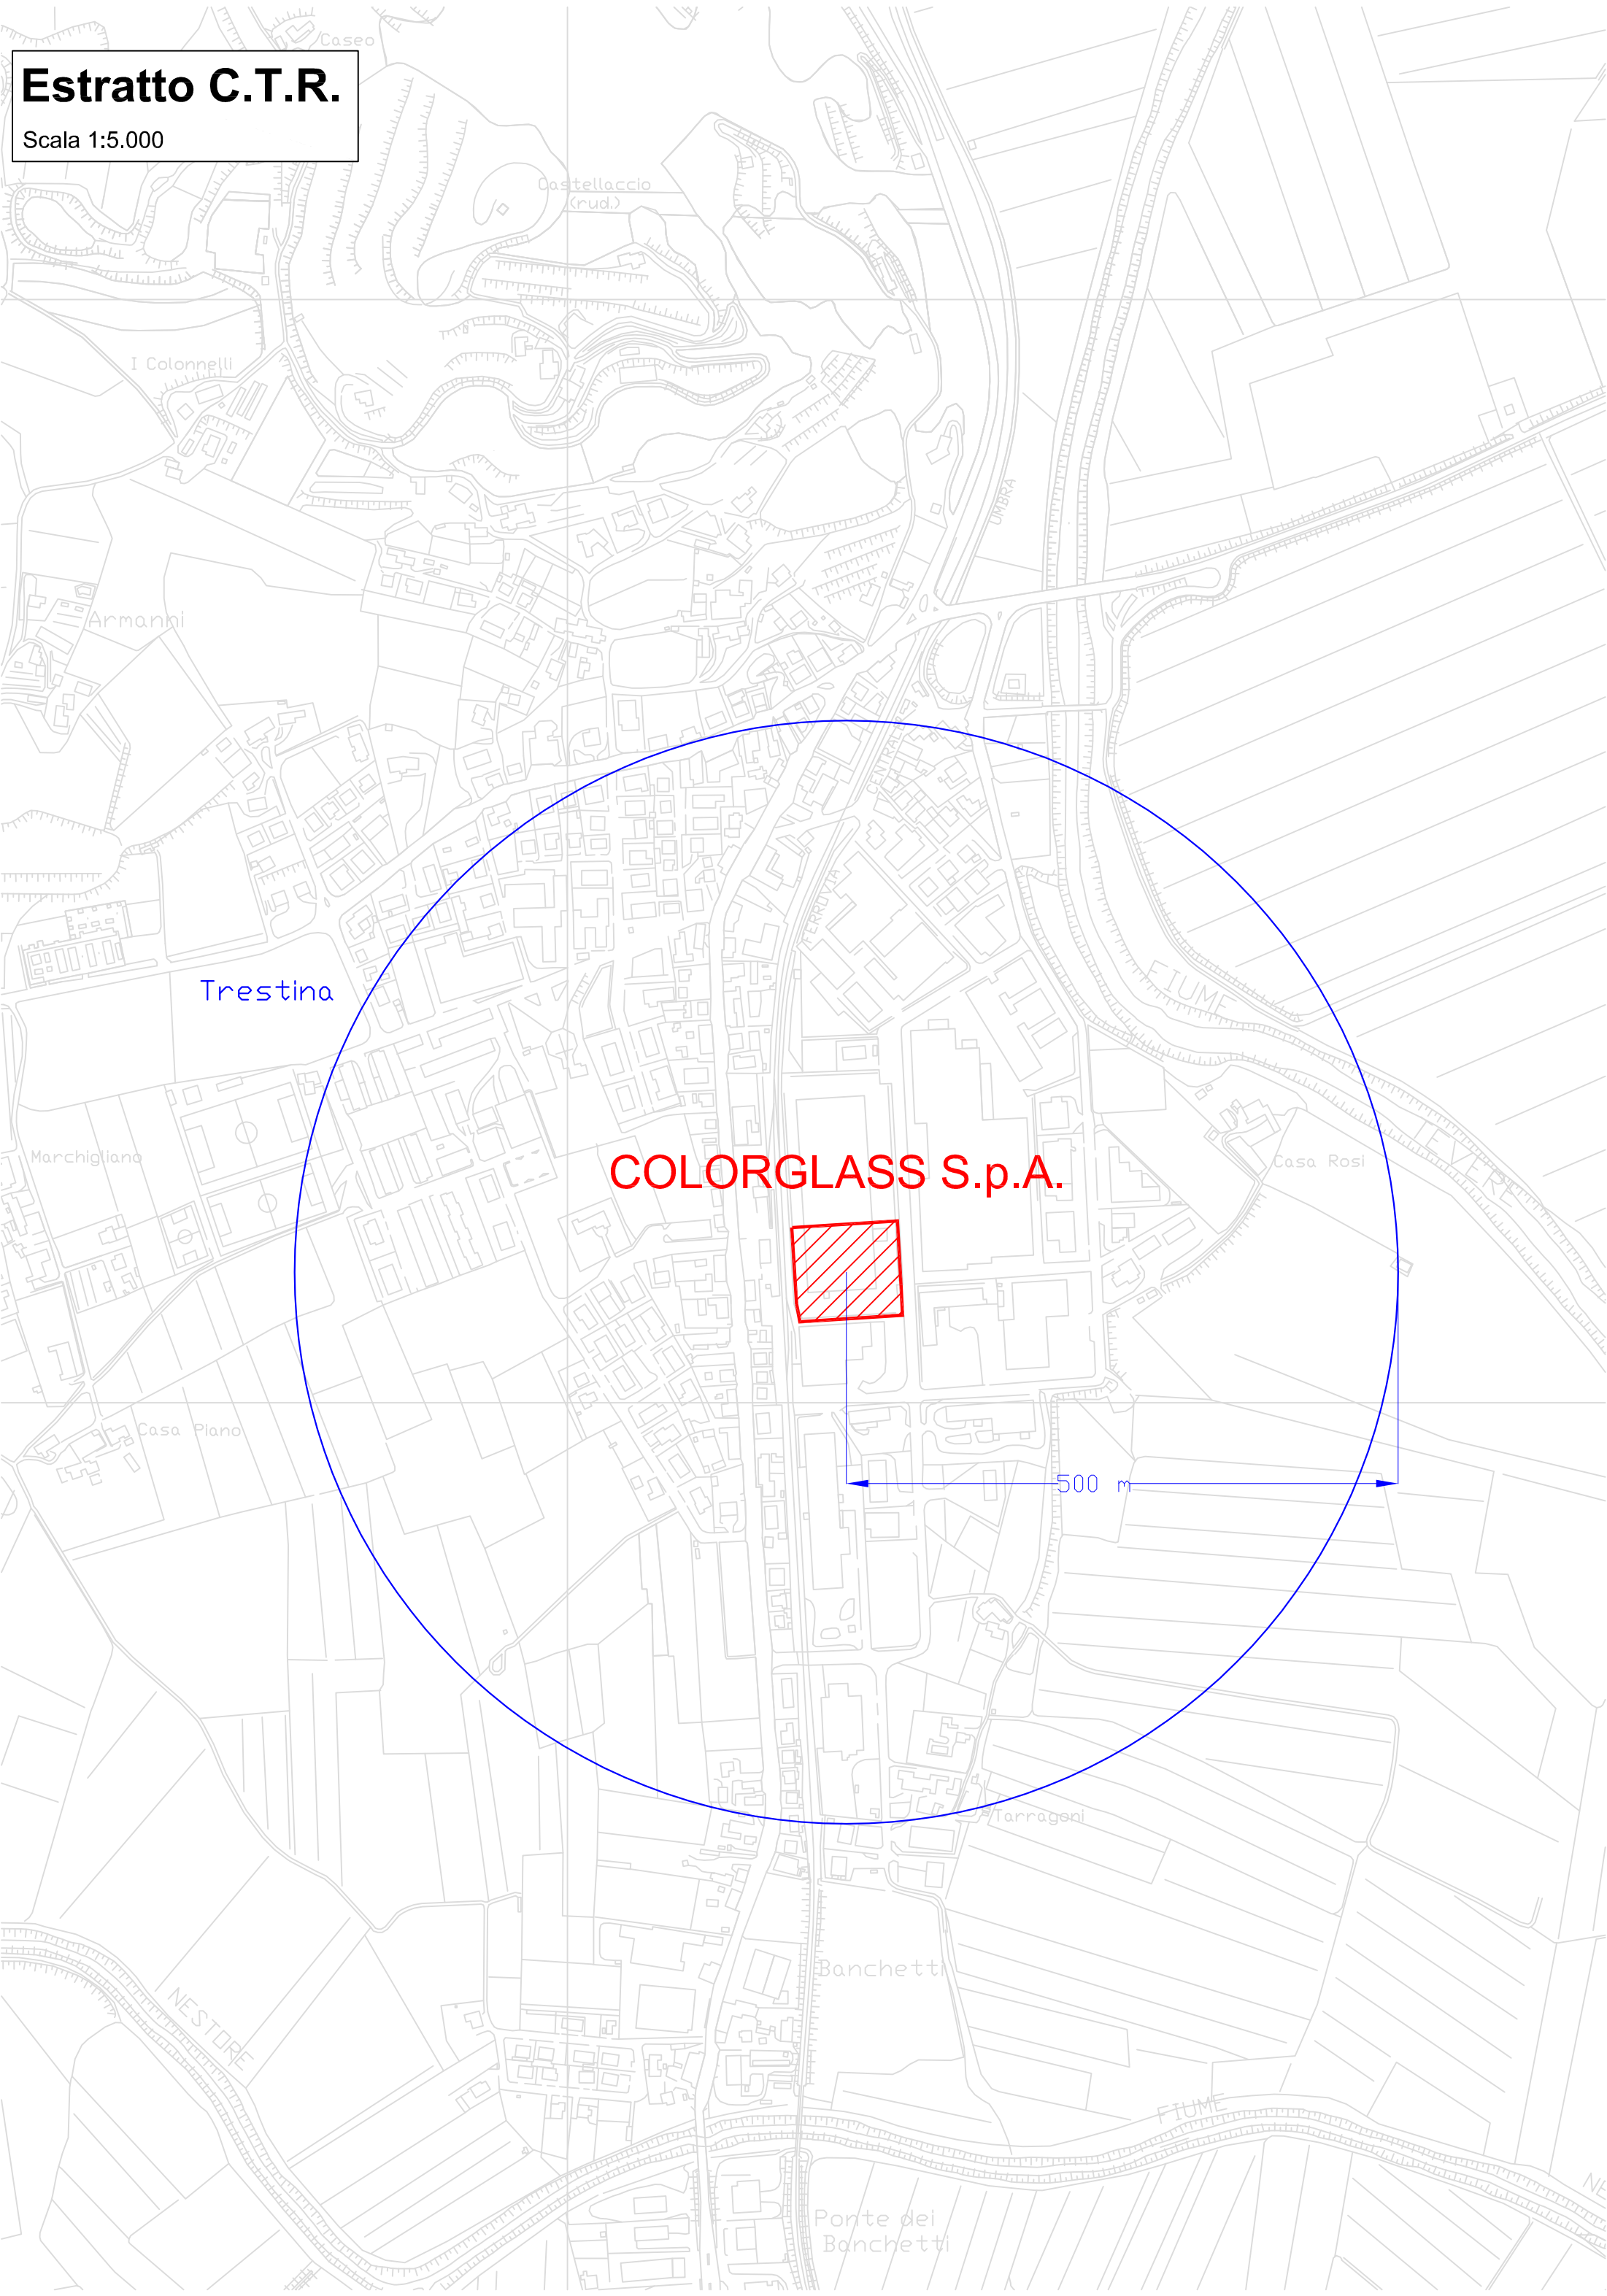 Caseo
Estratto C.T.R.
Scala 1:5.000
Castellaccio
(rud.)
I Colonnelli
UMBRA
Armanni
CENTRALE
FERROVIA
Trestina
FIUME
TEVERE
Marchigliano
COLORGLASS S.p.A.
Casa Rosi
Casa Piano
500 m
Tarragoni
Banchetti
NESTORE
FIUME
NE
Ponte dei
Banchetti